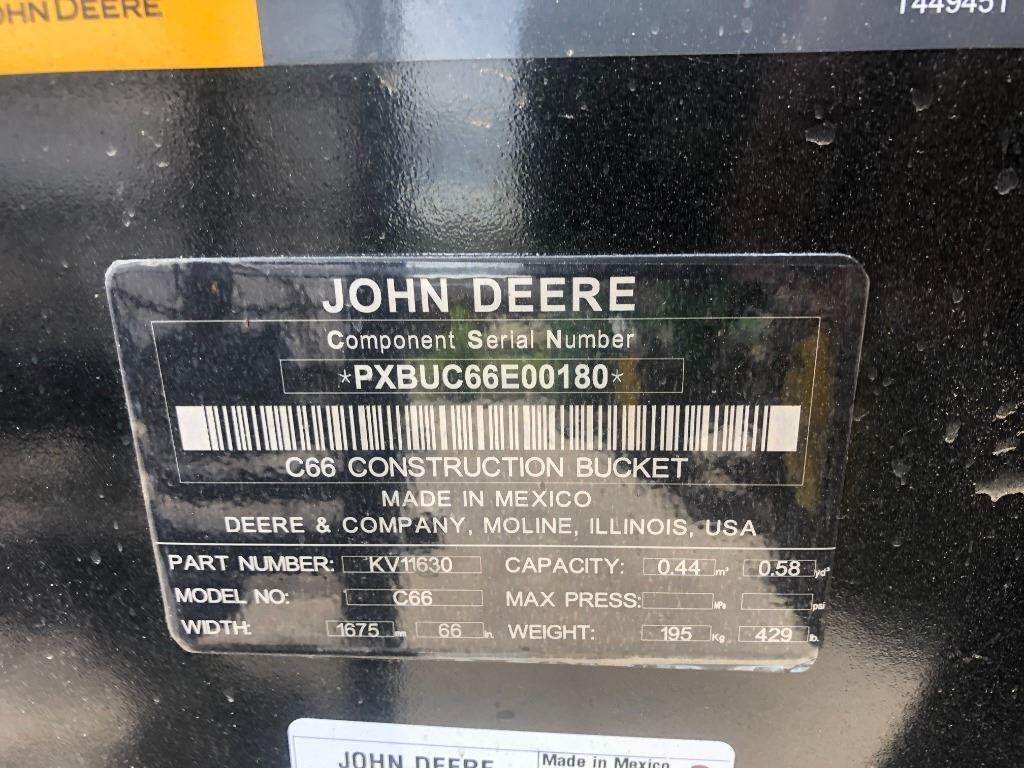 JOHN DEERE
T449451
JOHN DEERE
Component Serial Number
*PXBUC66E00180*
C66 CONSTRUCTION BUCKET
MADE IN MEXICO
DEERE & COMPANY, MOLINE, ILLINOIS, USA
PART NUMBER: KV11630 CAPACITY: 0.44 m³ 0.58 yd³
MODEL NO: C66 MAX PRESS: MPa psi
WIDTH: 1675 mm 66 in. WEIGHT: 195 Kg 429 lb.
JOHN DEERE Made in Mexico